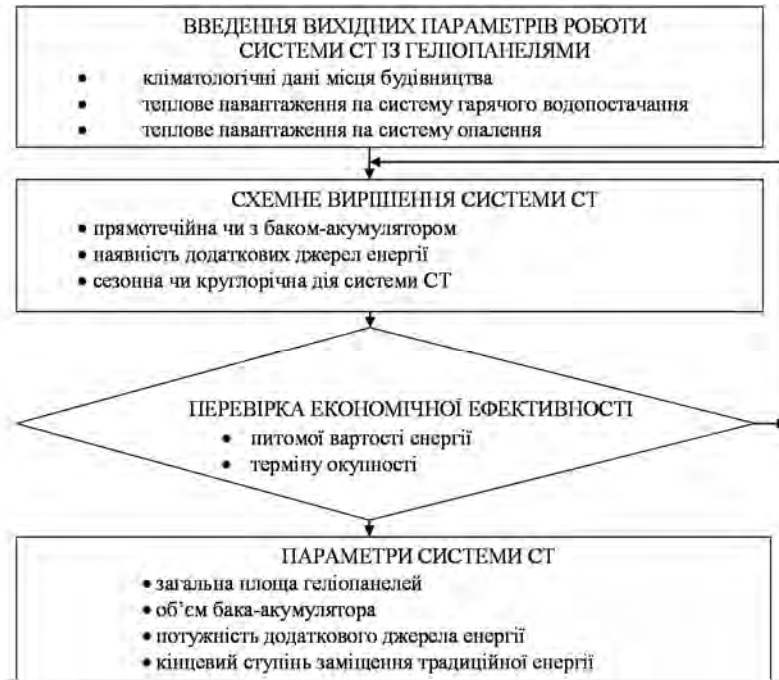 ВВЕДЕННЯ ВИХІДНИХ ПАРАМЕТРІВ РОБОТИ
СИСТЕМИ СТ ІЗ ГЕЛІОПАНЕЛЯМИ
• кліматологічні дані місця будівництва
• теплове навантаження на систему гарячого водопостачання
• теплове навантаження на систему опалення
СХЕМНЕ ВИРІШЕННЯ СИСТЕМИ СТ
• прямотечійна чи з баком-акумулятором
• наявність додаткових джерел енергії
• сезонна чи круглорічна дія системи СТ
ПЕРЕВІРКА ЕКОНОМІЧНОЇ ЕФЕКТИВНОСТІ
• питомої вартості енергії
• терміну окупності
ПАРАМЕТРИ СИСТЕМИ СТ
• загальна площа геліопанелей
• об’єм бака-акумулятора
• потужність додаткового джерела енергії
• кінцевий ступінь заміщення традиційної енергії